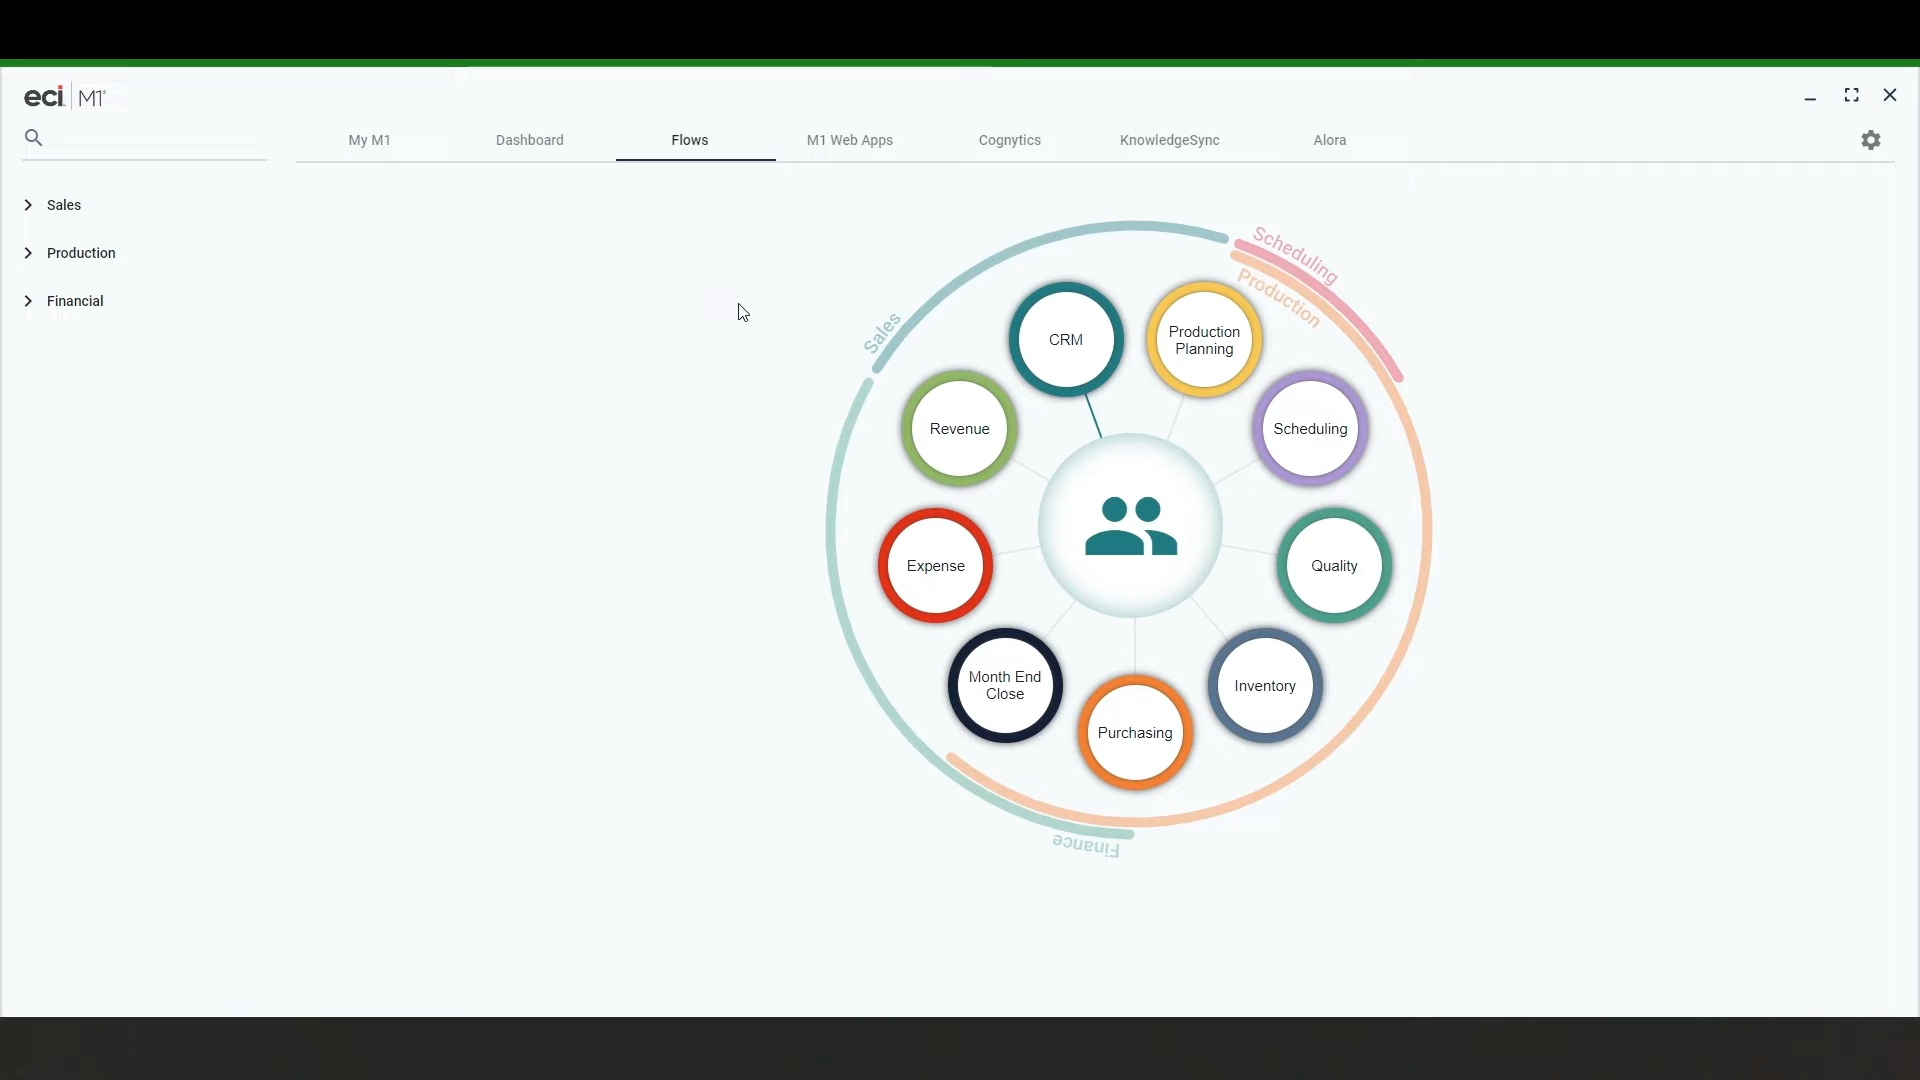 eci M1
My M1
Dashboard
Flows
M1 Web Apps
Cognytics
KnowledgeSync
Alora
Sales
Production
Financial
Sales
Scheduling
Production
Finance
CRM
Production
Planning
Revenue
Scheduling
Expense
Quality
Month End
Close
Inventory
Purchasing